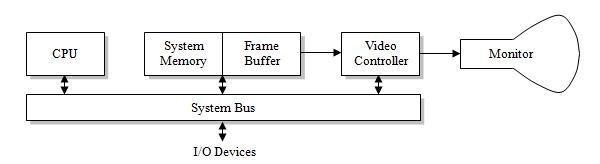 CPU
System
Memory
Frame
Buffer
Video
Controller
Monitor
System Bus
I/O Devices